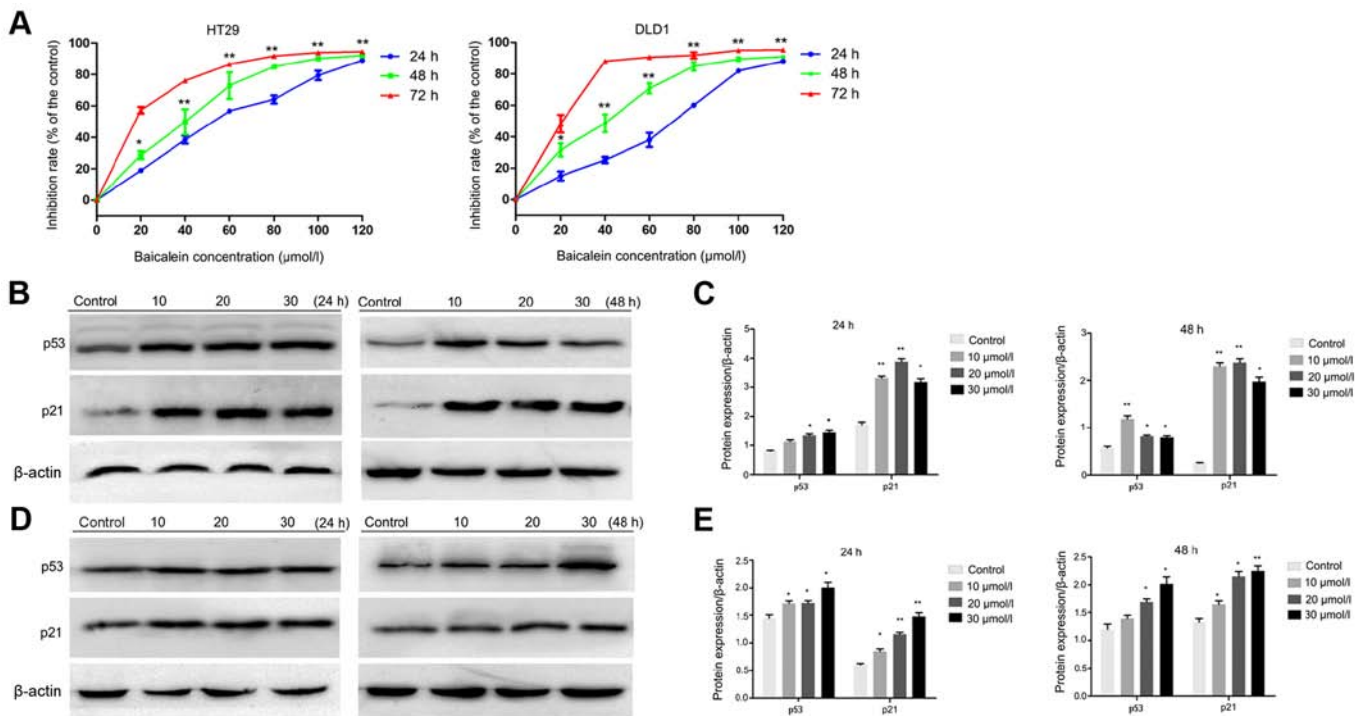 A
HT29
Inhibition rate (% of the control)
100
80
60
40
20
0
0 20 40 60 80 100 120
Baicalein concentration (μmol/l)
* ** ** ** ** **
24 h
48 h
72 h
DLD1
Inhibition rate (% of the control)
100
80
60
40
20
0
0 20 40 60 80 100 120
Baicalein concentration (μmol/l)
* ** ** ** ** **
24 h
48 h
72 h
B
Control 10 20 30 (24 h)
Control 10 20 30 (48 h)
p53
p21
β-actin
C
24 h
Protein expression/β-actin
5
4
3
2
1
0
* * ** ** *
p53 p21
Control
10 μmol/l
20 μmol/l
30 μmol/l
48 h
Protein expression/β-actin
3
2
1
0
** * * ** ** *
p53 p21
Control
10 μmol/l
20 μmol/l
30 μmol/l
D
Control 10 20 30 (24 h)
Control 10 20 30 (48 h)
p53
p21
β-actin
E
24 h
Protein expression/β-actin
2.5
2.0
1.5
1.0
0.5
0.0
* * * * ** **
p53 p21
Control
10 μmol/l
20 μmol/l
30 μmol/l
48 h
Protein expression/β-actin
2.5
2.0
1.5
1.0
0.5
0.0
* * * * **
p53 p21
Control
10 μmol/l
20 μmol/l
30 μmol/l